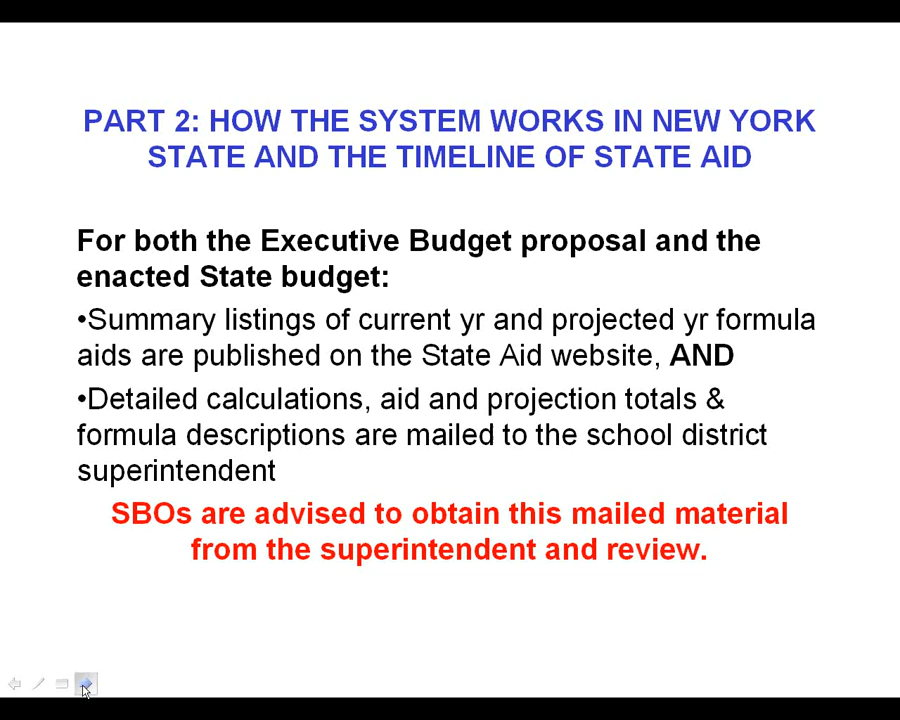 PART 2: HOW THE SYSTEM WORKS IN NEW YORK
STATE AND THE TIMELINE OF STATE AID
For both the Executive Budget proposal and the
enacted State budget:
•Summary listings of current yr and projected yr formula
aids are published on the State Aid website, AND
•Detailed calculations, aid and projection totals &
formula descriptions are mailed to the school district
superintendent
SBOs are advised to obtain this mailed material
from the superintendent and review.